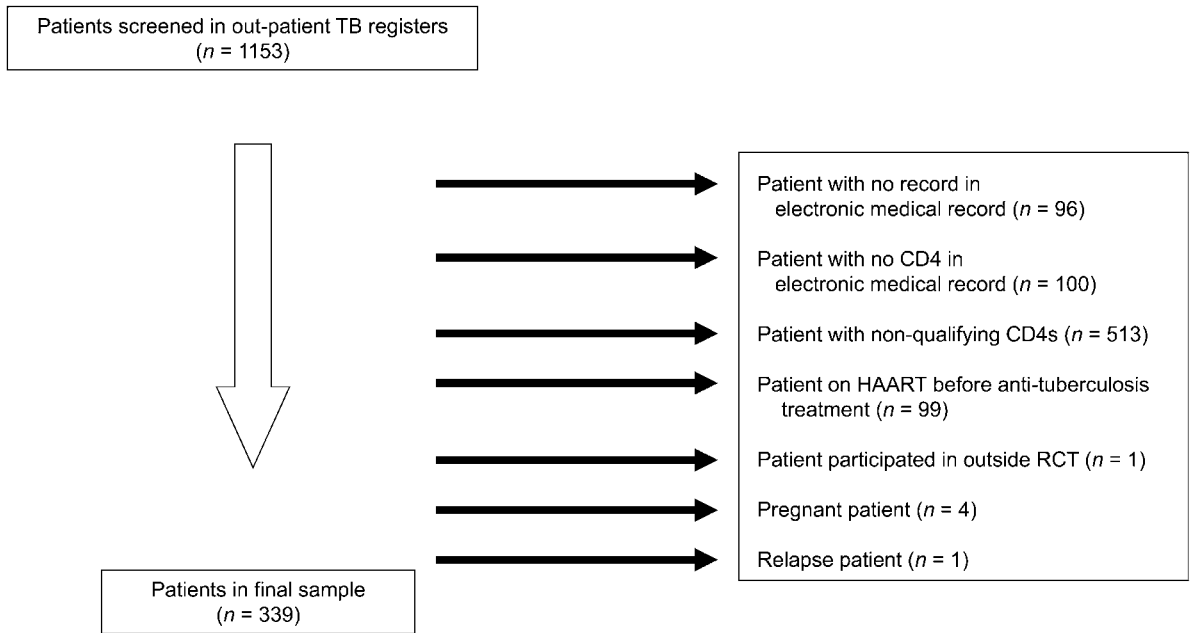 Patients screened in out-patient TB registers
(n = 1153)
Patient with no record in
electronic medical record (n = 96)
Patient with no CD4 in
electronic medical record (n = 100)
Patient with non-qualifying CD4s (n = 513)
Patient on HAART before anti-tuberculosis
treatment (n = 99)
Patient participated in outside RCT (n = 1)
Pregnant patient (n = 4)
Relapse patient (n = 1)
Patients in final sample
(n = 339)